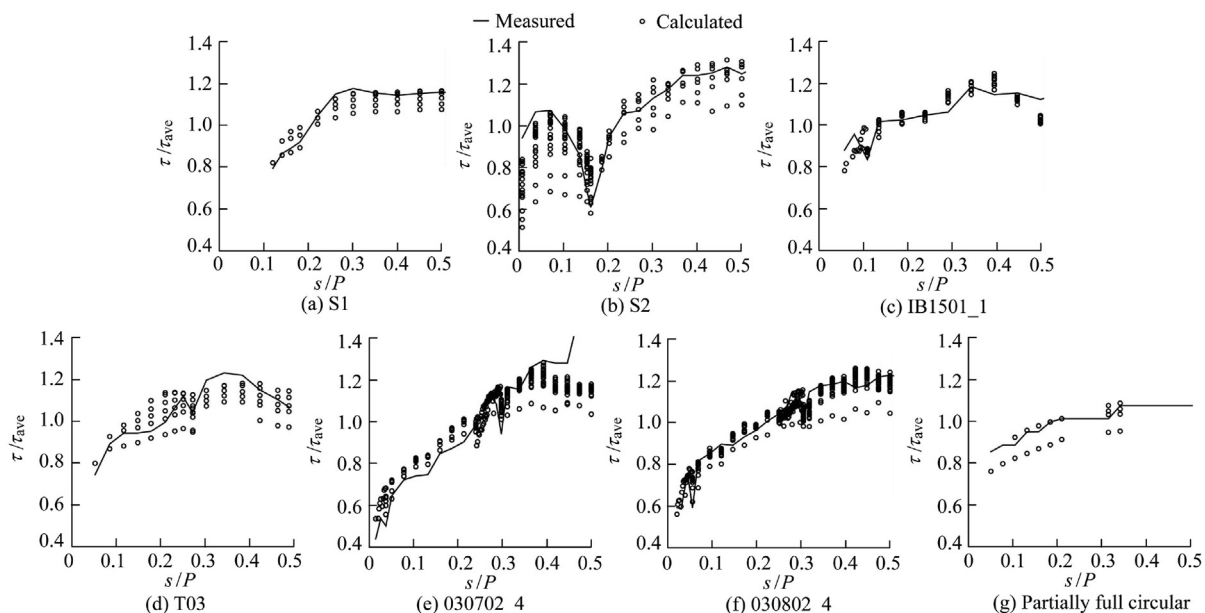 — Measured ○ Calculated
1.4 1.4 1.4
1.2 1.2 1.2
1.0 1.0 1.0
0.8 0.8 0.8
0.6 0.6 0.6
0.4 0.4 0.4
τ/τave τ/τave τ/τave
0 0.1 0.2 0.3 0.4 0.5 0 0.1 0.2 0.3 0.4 0.5 0 0.1 0.2 0.3 0.4 0.5
s/P s/P s/P
(a) S1 (b) S2 (c) IB1501_1
1.4 1.4 1.4 1.4
1.2 1.2 1.2 1.2
1.0 1.0 1.0 1.0
0.8 0.8 0.8 0.8
0.6 0.6 0.6 0.6
0.4 0.4 0.4 0.4
τ/τave τ/τave τ/τave τ/τave
0 0.1 0.2 0.3 0.4 0.5 0 0.1 0.2 0.3 0.4 0.5 0 0.1 0.2 0.3 0.4 0.5 0 0.1 0.2 0.3 0.4 0.5
s/P s/P s/P s/P
(d) T03 (e) 030702_4 (f) 030802_4 (g) Partially full circular